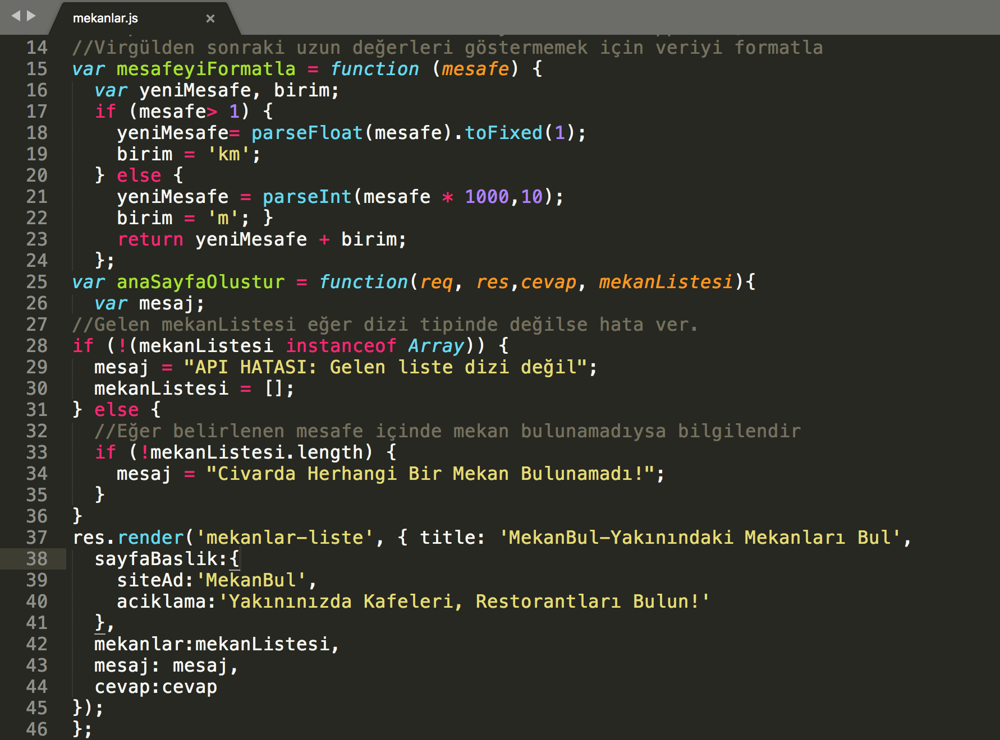 mekanlar.js ×
14 //Virgülden sonraki uzun değerleri göstermemek için veriyi formatla
15 var mesafeyiFormatla = function (mesafe) {
16   var yeniMesafe, birim;
17   if (mesafe> 1) {
18     yeniMesafe= parseFloat(mesafe).toFixed(1);
19     birim = 'km';
20   } else {
21     yeniMesafe = parseInt(mesafe * 1000,10);
22     birim = 'm'; }
23     return yeniMesafe + birim;
24   };
25 var anaSayfaOlustur = function(req, res,cevap, mekanListesi){
26   var mesaj;
27 //Gelen mekanListesi eğer dizi tipinde değilse hata ver.
28 if (!(mekanListesi instanceof Array)) {
29   mesaj = "API HATASI: Gelen liste dizi değil";
30   mekanListesi = [];
31 } else {
32   //Eğer belirlenen mesafe içinde mekan bulunamadıysa bilgilendir
33   if (!mekanListesi.length) {
34     mesaj = "Civarda Herhangi Bir Mekan Bulunamadı!";
35   }
36 }
37 res.render('mekanlar-liste', { title: 'MekanBul-Yakınındaki Mekanları Bul',
38   sayfaBaslik:{
39     siteAd:'MekanBul',
40     aciklama:'Yakınınızda Kafeleri, Restorantları Bulun!'
41   },
42   mekanlar:mekanListesi,
43   mesaj: mesaj,
44   cevap:cevap
45 });
46 };